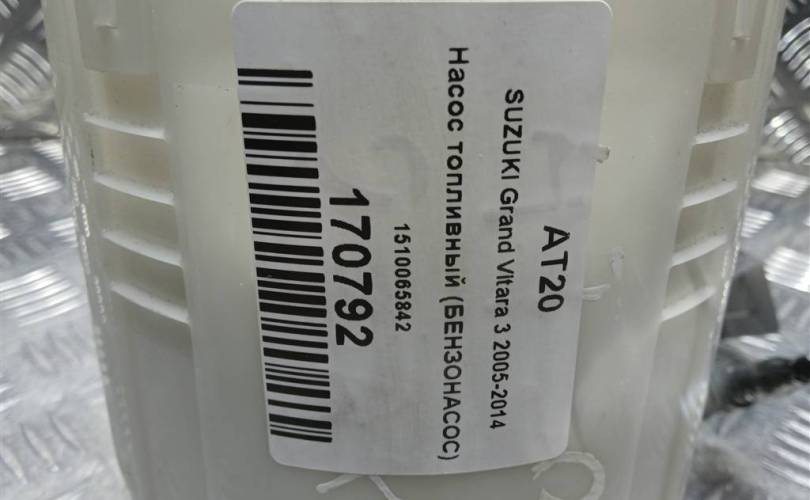 AT20
SUZUKI Grand Vitara 3 2005-2014
Насос топливный (БЕНЗОНАСОС)
1510065842
170792